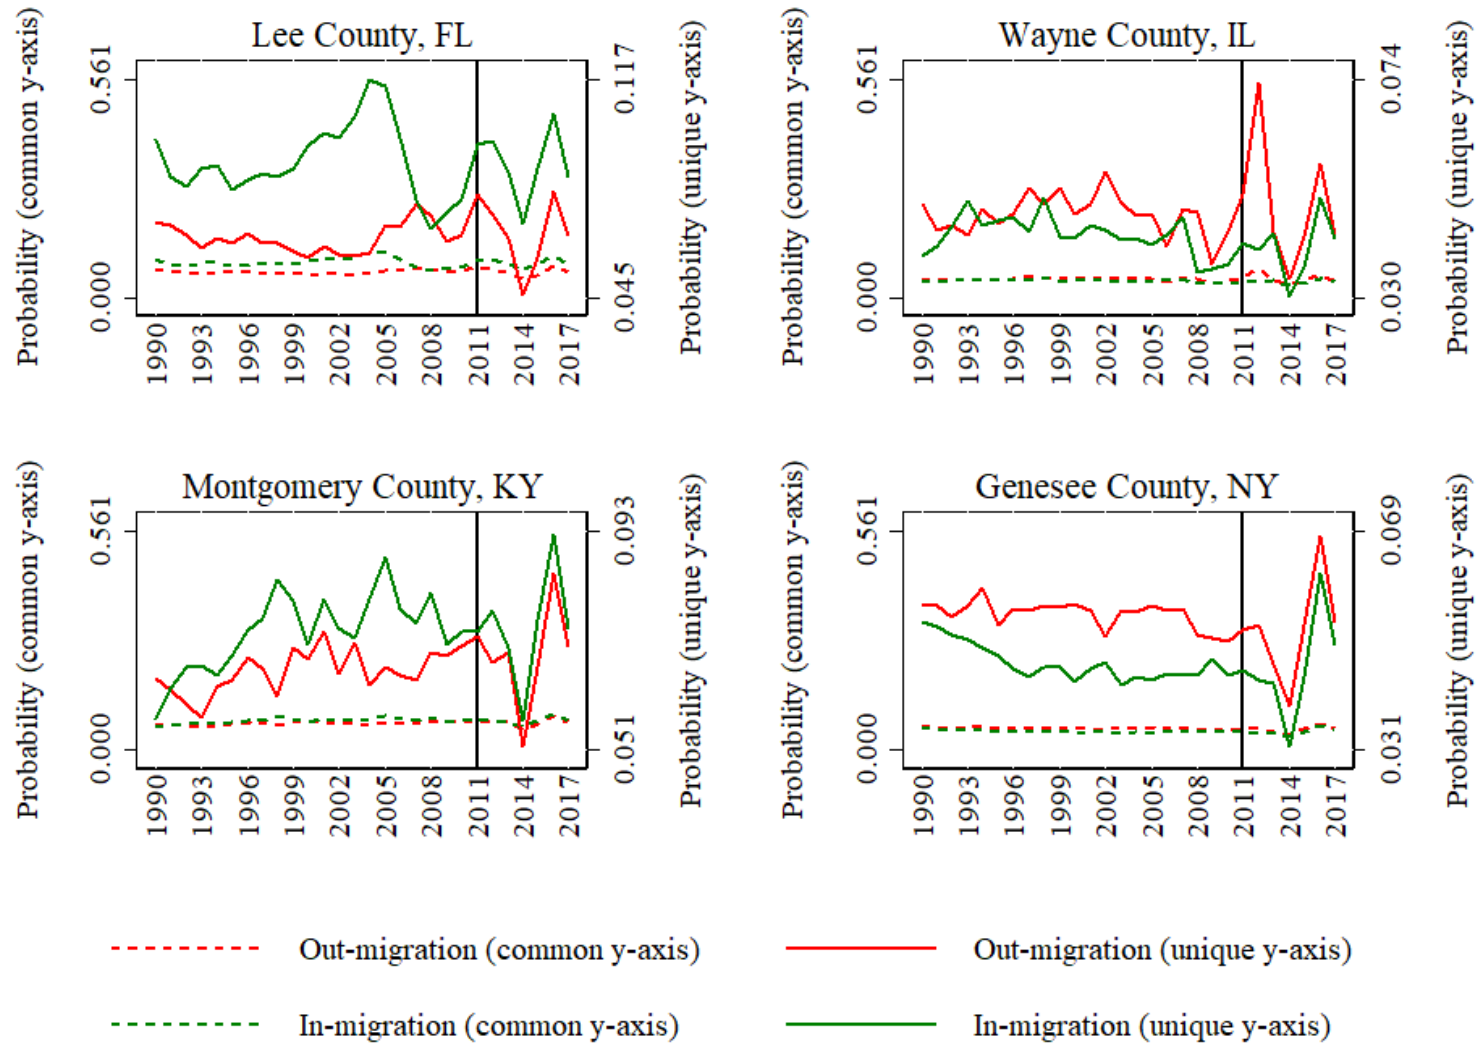 Lee County, FL
Probability (common y-axis)
0.561
0.000
0.117
0.045
Probability (unique y-axis)
1990 1993 1996 1999 2002 2005 2008 2011 2014 2017
Wayne County, IL
Probability (common y-axis)
0.561
0.000
0.074
0.030
Probability (unique y-axis)
1990 1993 1996 1999 2002 2005 2008 2011 2014 2017
Montgomery County, KY
Probability (common y-axis)
0.561
0.000
0.093
0.051
Probability (unique y-axis)
1990 1993 1996 1999 2002 2005 2008 2011 2014 2017
Genesee County, NY
Probability (common y-axis)
0.561
0.000
0.069
0.031
Probability (unique y-axis)
1990 1993 1996 1999 2002 2005 2008 2011 2014 2017
Out-migration (common y-axis)
Out-migration (unique y-axis)
In-migration (common y-axis)
In-migration (unique y-axis)